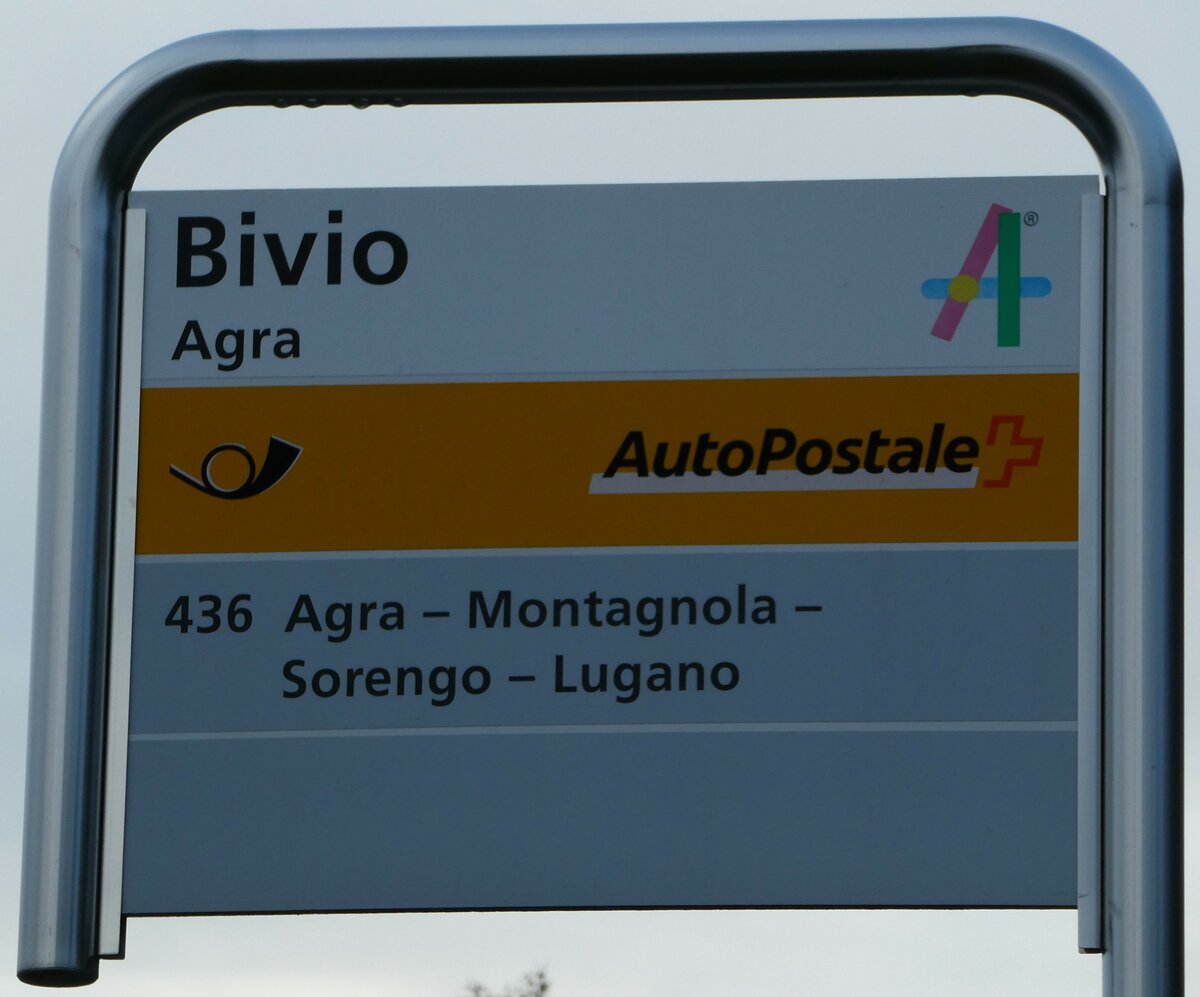 Bivio
Agra
®
AutoPostale
436 Agra – Montagnola –
Sorengo – Lugano